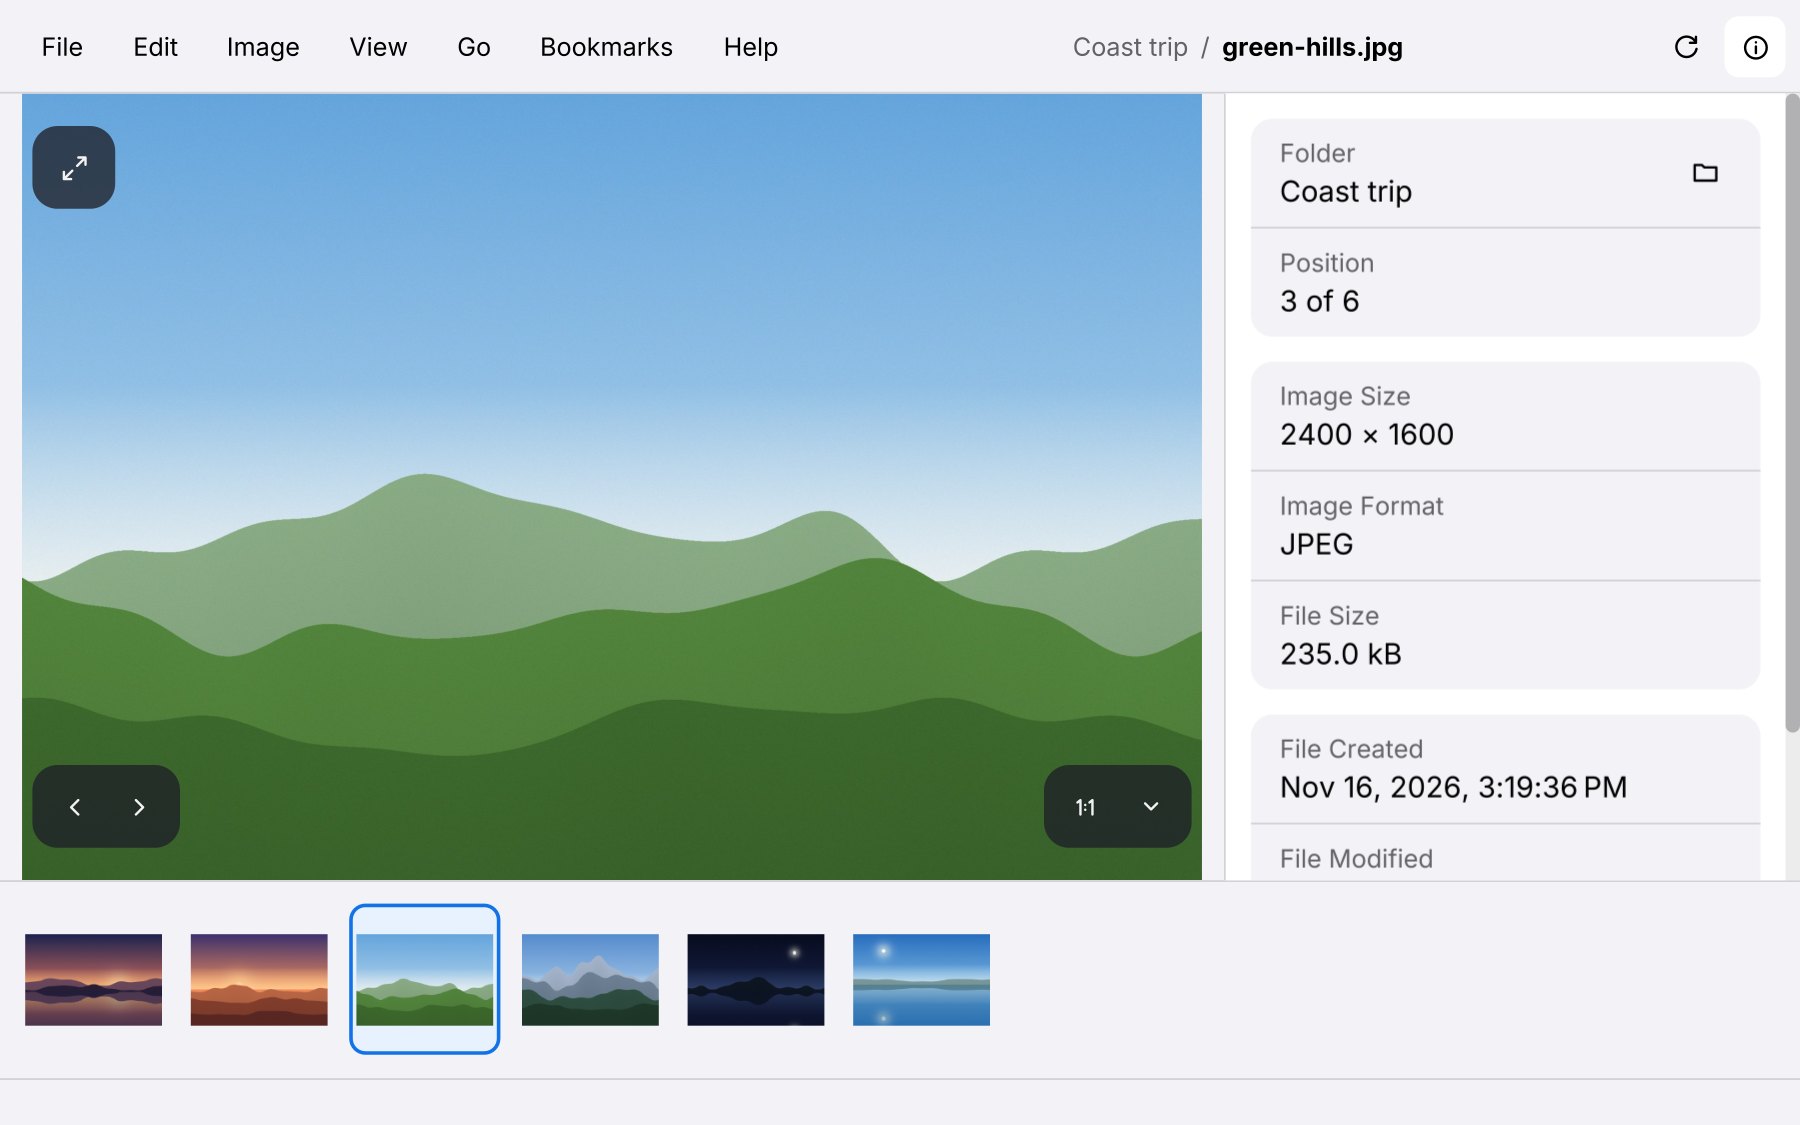 File Edit Image View Go Bookmarks Help Coast trip / green-hills.jpg
Folder
Coast trip
Position
3 of 6
Image Size
2400 × 1600
Image Format
JPEG
File Size
235.0 kB
File Created
Nov 16, 2026, 3:19:36 PM
File Modified
1:1